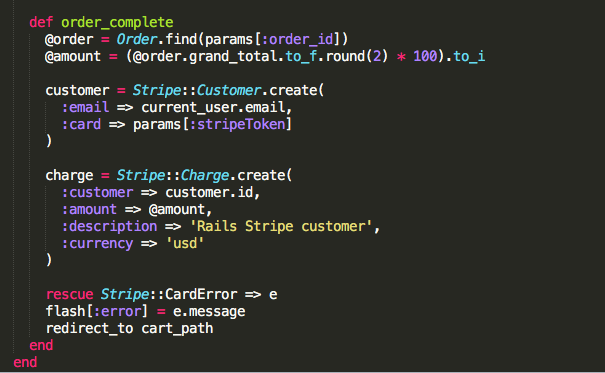 def order_complete
@order = Order.find(params[:order_id])
@amount = (@order.grand_total.to_f.round(2) * 100).to_i
customer = Stripe::Customer.create(
:email => current_user.email,
:card => params[:stripeToken]
)
charge = Stripe::Charge.create(
:customer => customer.id,
:amount => @amount,
:description => 'Rails Stripe customer',
:currency => 'usd'
)
rescue Stripe::CardError => e
flash[:error] = e.message
redirect_to cart_path
end
end